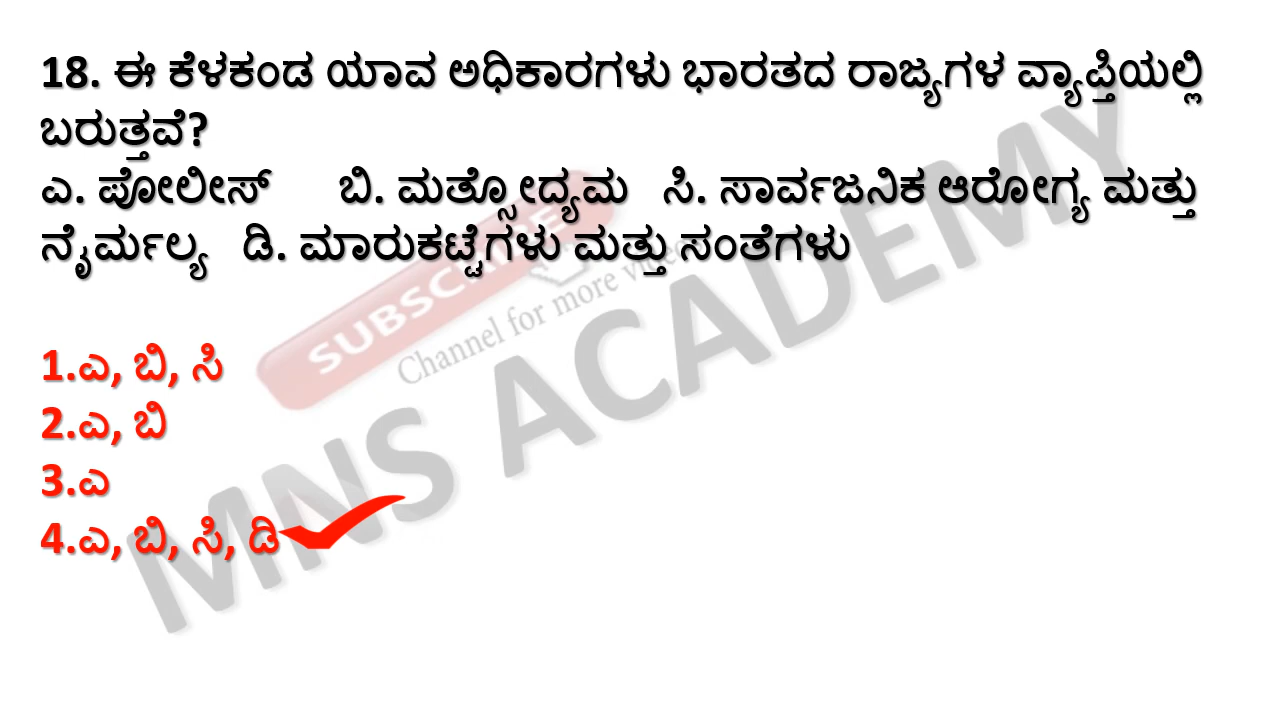 18. ಈ ಕೆಳಕಂಡ ಯಾವ ಅಧಿಕಾರಗಳು ಭಾರತದ ರಾಜ್ಯಗಳ ವ್ಯಾಪ್ತಿಯಲ್ಲಿ
ಬರುತ್ತವೆ?
ಎ. ಪೋಲೀಸ್ ಬಿ. ಮತ್ಸೋದ್ಯಮ ಸಿ. ಸಾರ್ವಜನಿಕ ಆರೋಗ್ಯ ಮತ್ತು
ನೈರ್ಮಲ್ಯ ಡಿ. ಮಾರುಕಟ್ಟೆಗಳು ಮತ್ತು ಸಂತೆಗಳು
1.ಎ, ಬಿ, ಸಿ
2.ಎ, ಬಿ
3.ಎ
4.ಎ, ಬಿ, ಸಿ, ಡಿ
SUBSCRIBE
Channel for more video
MNS ACADEMY